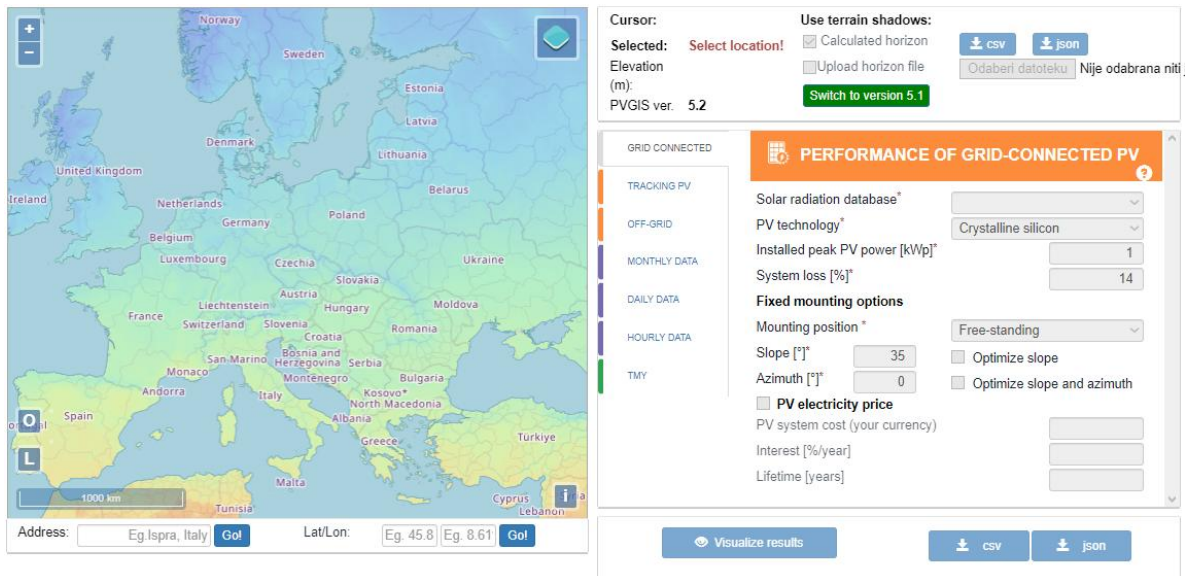 +
−
Norway
Sweden
Estonia
Latvia
Denmark
Lithuania
United Kingdom
Ireland
Netherlands
Belarus
Poland
Germany
Belgium
Luxembourg
Czechia
Ukraine
Slovakia
Austria
Liechtenstein
Hungary
Moldova
France
Switzerland
Slovenia
Romania
Croatia
San Marino
Bosnia and
Herzegovina
Serbia
Monaco
Montenegro
Bulgaria
Andorra
Italy
Kosovo*
North Macedonia
Albania
O
Spain
Greece
Türkiye
L
Malta
1000 km
Tunisia
Cyprus
i
Lebanon
Address:
Eg.Ispra, Italy
Go!
Lat/Lon:
Eg. 45.8
Eg. 8.61
Go!
Cursor:
Selected: Select location!
Elevation
(m):
PVGIS ver. 5.2
Use terrain shadows:
Calculated horizon
csv
json
Upload horizon file
Odaberi datoteku
Nije odabrana niti
Switch to version 5.1
GRID CONNECTED
TRACKING PV
OFF-GRID
MONTHLY DATA
DAILY DATA
HOURLY DATA
TMY
PERFORMANCE OF GRID-CONNECTED PV
?
Solar radiation database*
PV technology* Crystalline silicon
Installed peak PV power [kWp]* 1
System loss [%]* 14
Fixed mounting options
Mounting position * Free-standing
Slope [°]* 35 Optimize slope
Azimuth [°]* 0 Optimize slope and azimuth
PV electricity price
PV system cost (your currency)
Interest [%/year]
Lifetime [years]
Visualize results
csv
json